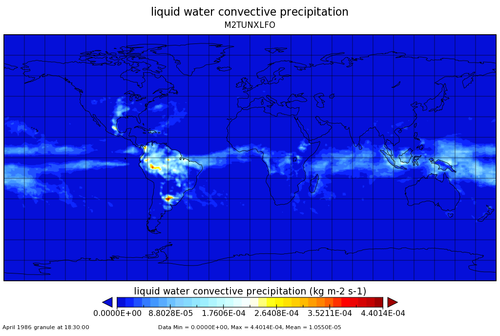 liquid water convective precipitation
M2TUNXLFO
liquid water convective precipitation (kg m-2 s-1)
0.0000E+00 8.8028E-05 1.7606E-04 2.6408E-04 3.5211E-04 4.4014E-04
April 1986 granule at 18:30:00 Data Min = 0.0000E+00, Max = 4.4014E-04, Mean = 1.0550E-05